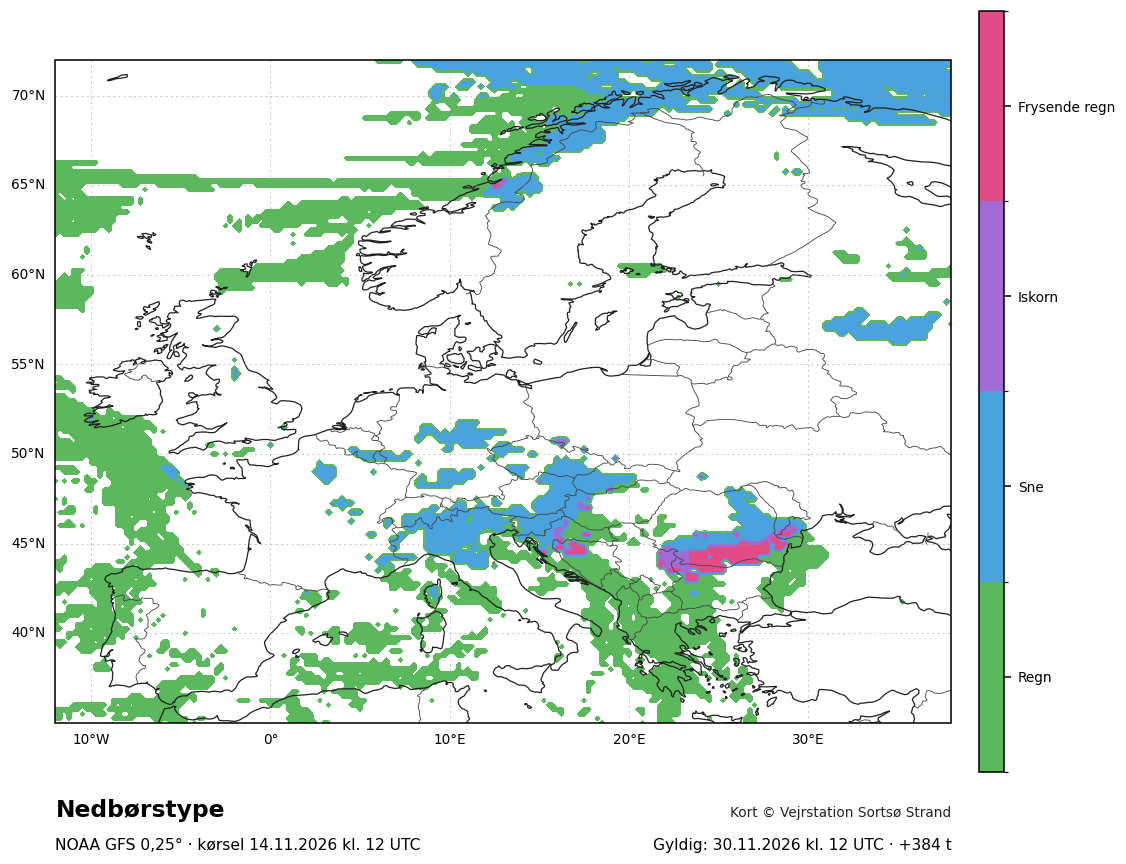 70°N
65°N
60°N
55°N
50°N
45°N
40°N
10°W
0°
10°E
20°E
30°E
Frysende regn
Iskorn
Sne
Regn
Nedbørstype
Kort © Vejrstation Sortsø Strand
NOAA GFS 0,25° · kørsel 14.11.2026 kl. 12 UTC
Gyldig: 30.11.2026 kl. 12 UTC · +384 t